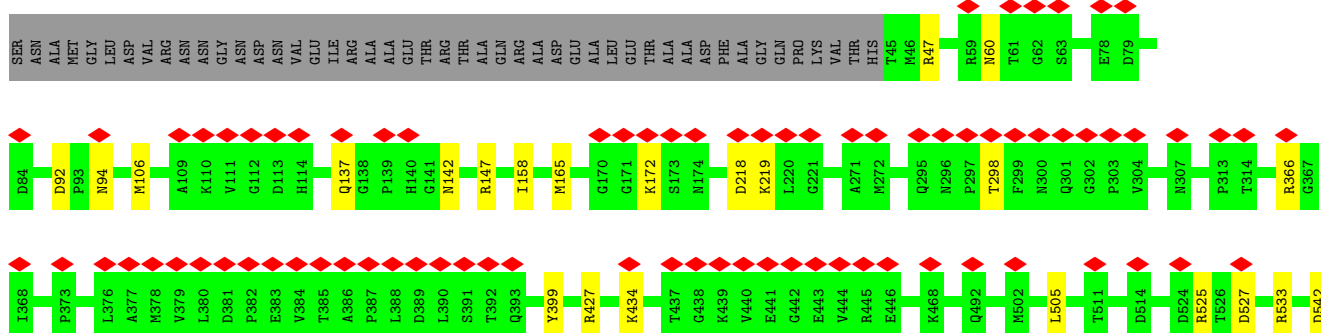 SER ASN ALA MET GLY LEU ASP VAL ARG ASN ASN GLY ASN ASP ASN VAL GLU ILE ARG ALA ALA GLU THR ARG THR ALA GLN ARG ALA ASP GLU ALA LEU GLU THR ALA ALA ASP PHE ALA GLY GLN PRO LYS VAL THR HIS T45 M46 R47 R59 N60 T61 G62 S63 E78 D79
D84 D92 P93 N94 M106 A109 K110 V111 G112 D113 H114 Q137 G138 P139 H140 G141 N142 R147 I158 M165 G170 G171 K172 S173 N174 D218 K219 L220 G221 A271 M272 Q295 N296 P297 T298 F299 N300 Q301 G302 P303 V304 N307 P313 T314 R366 G367
I368 P373 L376 A377 M378 V379 L380 D381 P382 E383 V384 T385 A386 P387 L388 D389 L390 S391 T392 Q393 Y399 R427 K434 T437 G438 K439 V440 E441 G442 E443 V444 R445 E446 K468 Q492 M502 L505 T511 D514 D524 R525 T526 D527 R533 D542